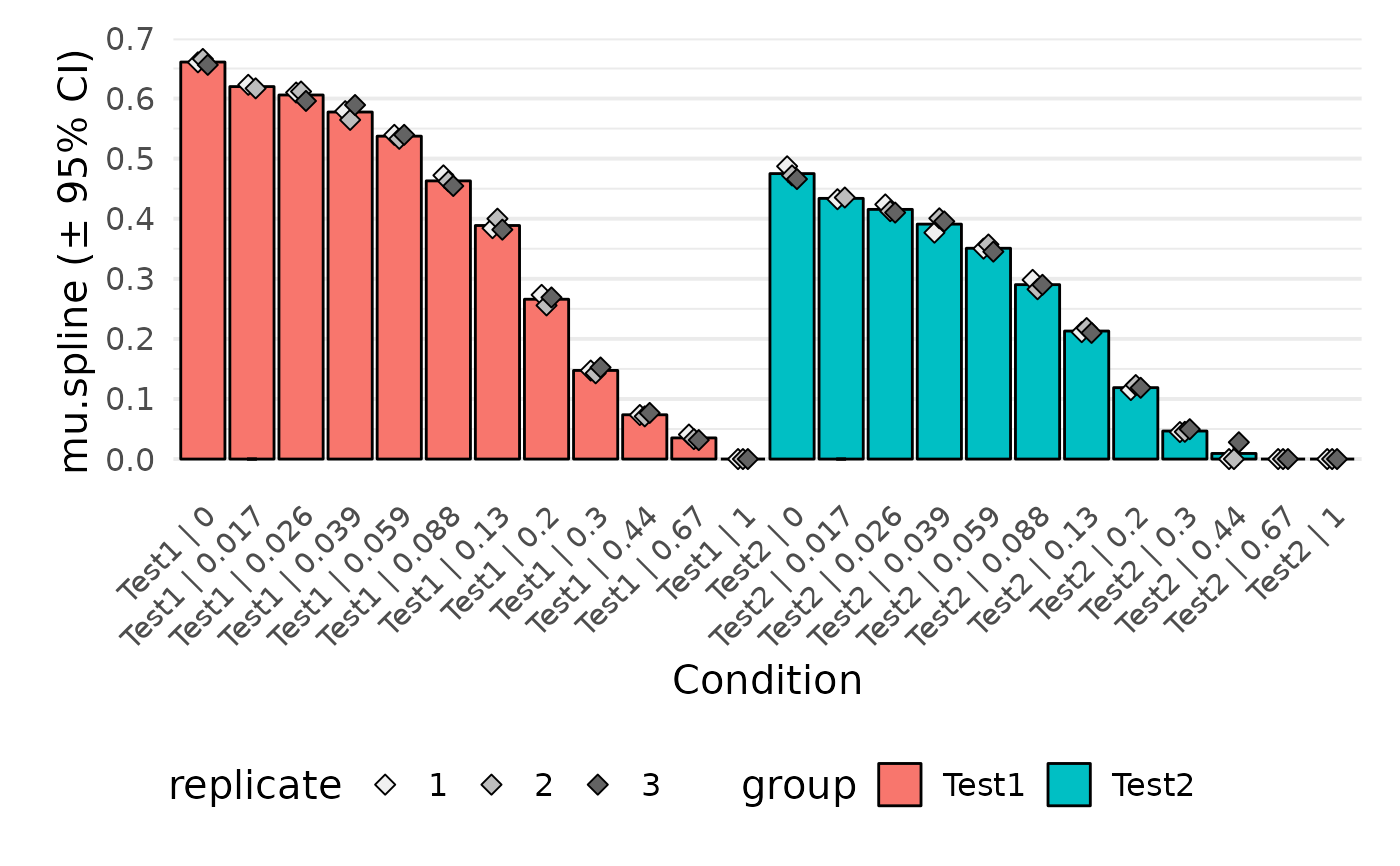 mu.spline (± 95% CI)
0.7
0.6
0.5
0.4
0.3
0.2
0.1
0.0
Test1 | 0
Test1 | 0.017
Test1 | 0.026
Test1 | 0.039
Test1 | 0.059
Test1 | 0.088
Test1 | 0.13
Test1 | 0.2
Test1 | 0.3
Test1 | 0.44
Test1 | 0.67
Test1 | 1
Test2 | 0
Test2 | 0.017
Test2 | 0.026
Test2 | 0.039
Test2 | 0.059
Test2 | 0.088
Test2 | 0.13
Test2 | 0.2
Test2 | 0.3
Test2 | 0.44
Test2 | 0.67
Test2 | 1
Condition
replicate 1 2 3 group Test1 Test2